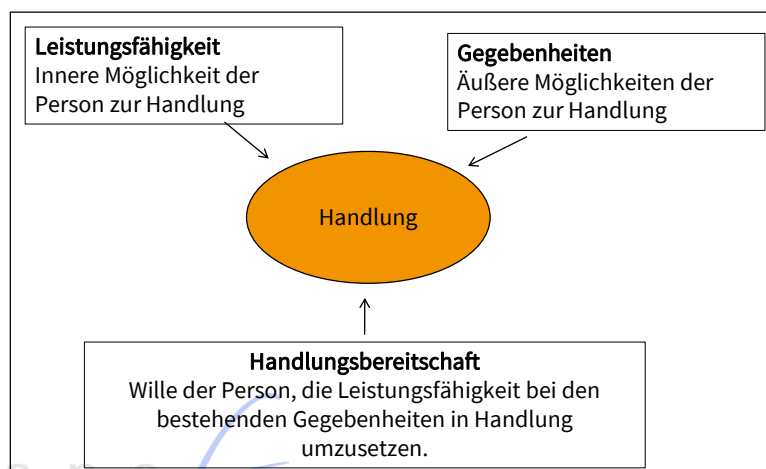 Leistungsfähigkeit
Innere Möglichkeit der
Person zur Handlung
Gegebenheiten
Äußere Möglichkeiten der
Person zur Handlung
Handlung
Handlungsbereitschaft
Wille der Person, die Leistungsfähigkeit bei den
bestehenden Gegebenheiten in Handlung
umzusetzen.